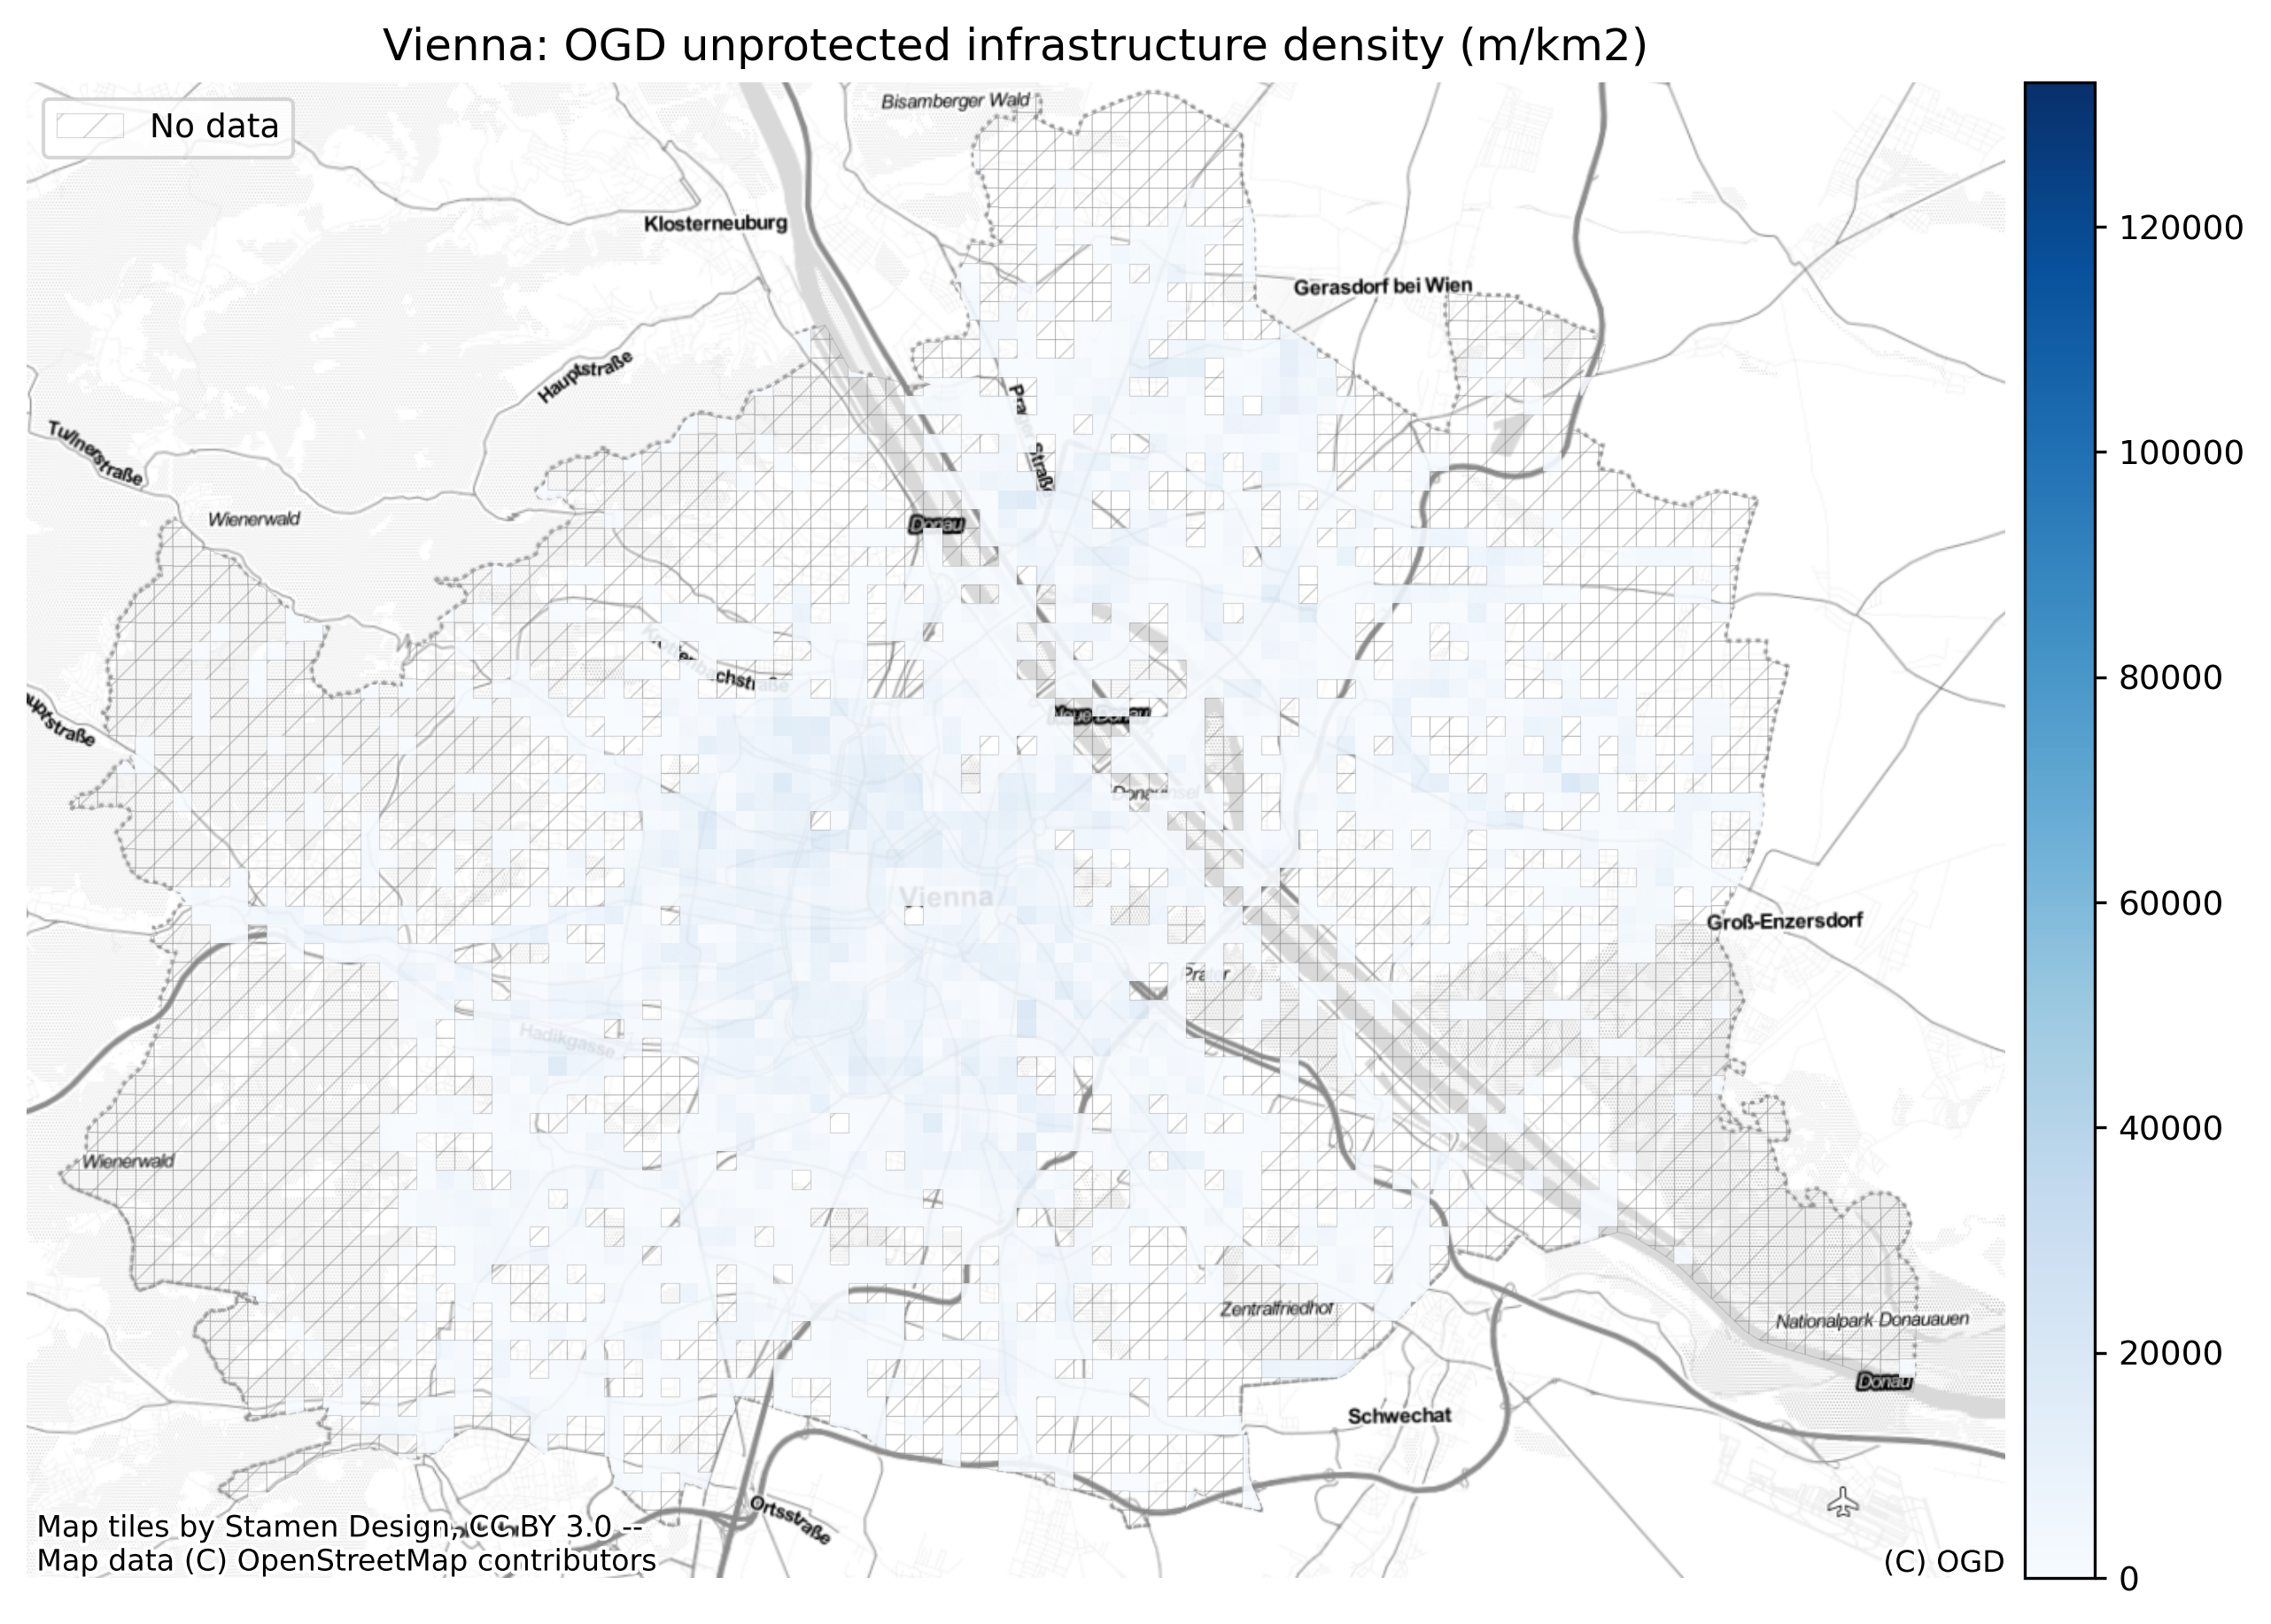 Vienna: OGD unprotected infrastructure density (m/km2)
No data
Bisamberger Wald
Klosterneuburg
Gerasdorf bei Wien
Hauptstraße
Prager Straße
Tullnerstraße
Wienerwald
Donau
Neue Donau
Donauinsel
Vienna
Groß-Enzersdorf
Prater
Hadikgasse
Wienerwald
Zentralfriedhof
Nationalpark Donauauen
Donau
Schwechat
Ortsstraße
Map tiles by Stamen Design, CC BY 3.0 --
Map data (C) OpenStreetMap contributors
(C) OGD
120000
100000
80000
60000
40000
20000
0